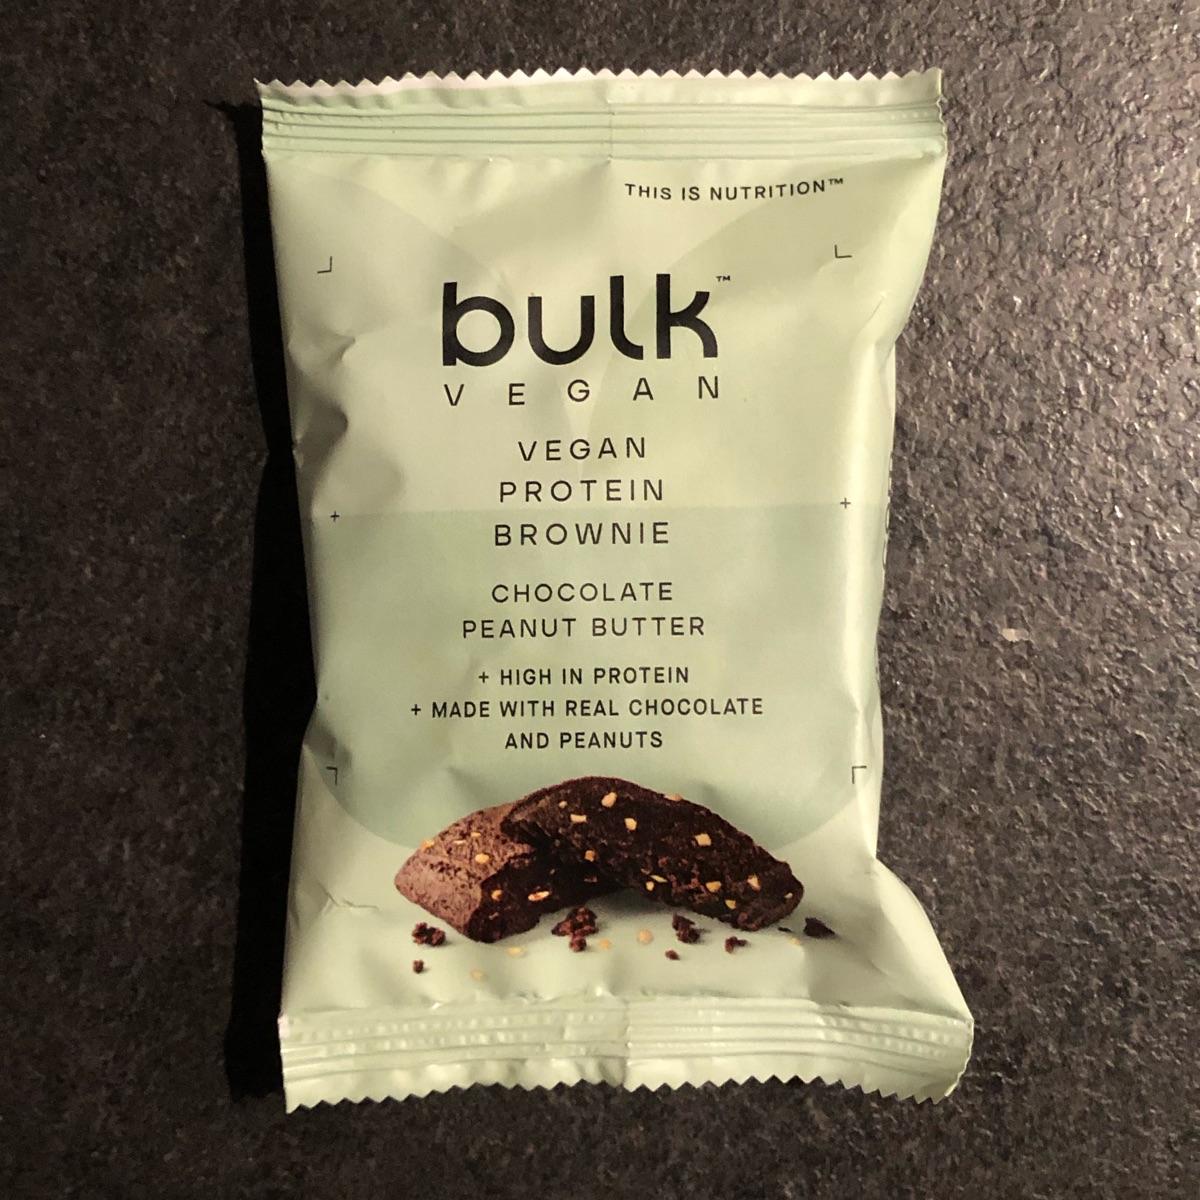 THIS IS NUTRITION™
bulk™
VEGAN
VEGAN
PROTEIN
BROWNIE
CHOCOLATE
PEANUT BUTTER
+ HIGH IN PROTEIN
+ MADE WITH REAL CHOCOLATE
AND PEANUTS